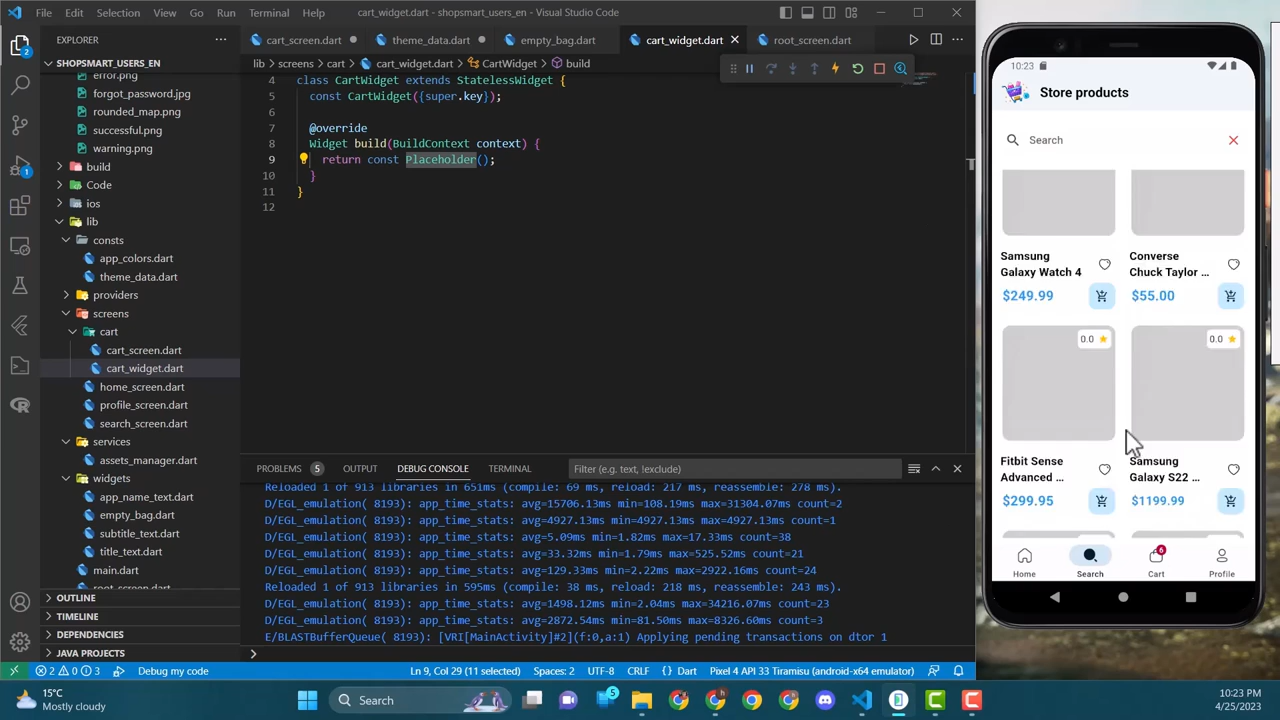 File Edit Selection View Go Run Terminal Help
cart_widget.dart - shopsmart_users_en - Visual Studio Code
EXPLORER
SHOPSMART_USERS_EN
error.png
forgot_password.jpg
rounded_map.png
successful.png
warning.png
build
Code
ios
lib
consts
app_colors.dart
theme_data.dart
providers
screens
cart
cart_screen.dart
cart_widget.dart
home_screen.dart
profile_screen.dart
search_screen.dart
services
assets_manager.dart
widgets
app_name_text.dart
empty_bag.dart
subtitle_text.dart
title_text.dart
main.dart
root_screen.dart
OUTLINE
TIMELINE
DEPENDENCIES
JAVA PROJECTS
2
1
cart_screen.dart theme_data.dart empty_bag.dart cart_widget.dart root_screen.dart
lib > screens > cart > cart_widget.dart > CartWidget > build
4 class CartWidget extends StatelessWidget {
5 const CartWidget({super.key});
6
7 @override
8 Widget build(BuildContext context) {
9 return const Placeholder();
10 }
11 }
12
PROBLEMS 5 OUTPUT DEBUG CONSOLE TERMINAL Filter (e.g. text, !exclude)
Reloaded 1 of 913 libraries in 651ms (compile: 69 ms, reload: 217 ms, reassemble: 278 ms).
D/EGL_emulation( 8193): app_time_stats: avg=15706.13ms min=108.19ms max=31304.07ms count=2
D/EGL_emulation( 8193): app_time_stats: avg=4927.13ms min=4927.13ms max=4927.13ms count=1
D/EGL_emulation( 8193): app_time_stats: avg=5.09ms min=1.82ms max=17.33ms count=38
D/EGL_emulation( 8193): app_time_stats: avg=33.32ms min=1.79ms max=525.52ms count=21
D/EGL_emulation( 8193): app_time_stats: avg=129.33ms min=2.22ms max=2922.16ms count=24
Reloaded 1 of 913 libraries in 595ms (compile: 38 ms, reload: 218 ms, reassemble: 243 ms).
D/EGL_emulation( 8193): app_time_stats: avg=1498.12ms min=2.04ms max=34216.07ms count=23
D/EGL_emulation( 8193): app_time_stats: avg=2872.54ms min=81.50ms max=8326.60ms count=3
E/BLASTBufferQueue( 8193): [VRI[MainActivity]#2](f:0,a:1) Applying pending transactions on dtor 1
2 0 3 Debug my code Ln 9, Col 29 (11 selected) Spaces: 2 UTF-8 CRLF {} Dart Pixel 4 API 33 Tiramisu (android-x64 emulator)
10:23
Store products
Search
Samsung
Galaxy Watch 4
$249.99
Converse
Chuck Taylor ...
$55.00
0.0
0.0
Fitbit Sense
Advanced ...
$299.95
Samsung
Galaxy S22 ...
$1199.99
6
Home Search Cart Profile
15°C
Mostly cloudy
Search
5
10:23 PM
4/25/2023